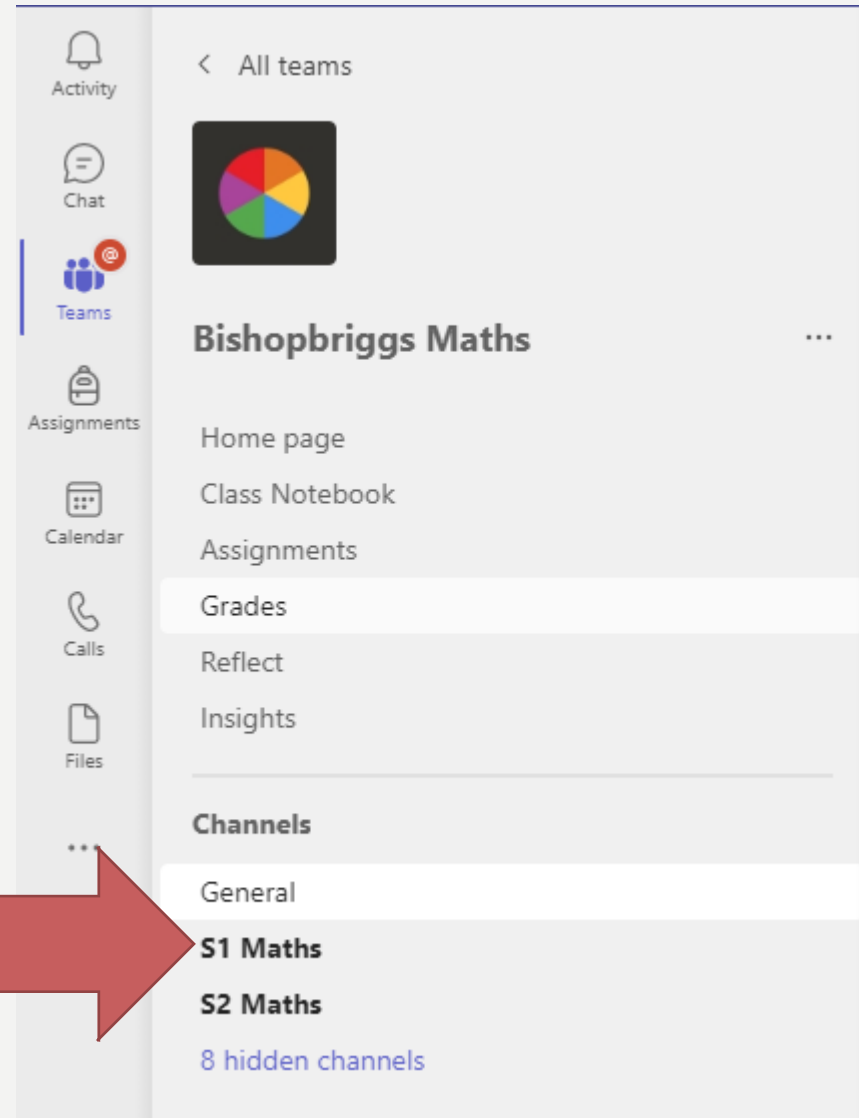 Activity
Chat
@
Teams
Assignments
Calendar
Calls
Files
...
All teams
Bishopbriggs Maths ...
Home page
Class Notebook
Assignments
Grades
Reflect
Insights
Channels
General
S1 Maths
S2 Maths
8 hidden channels